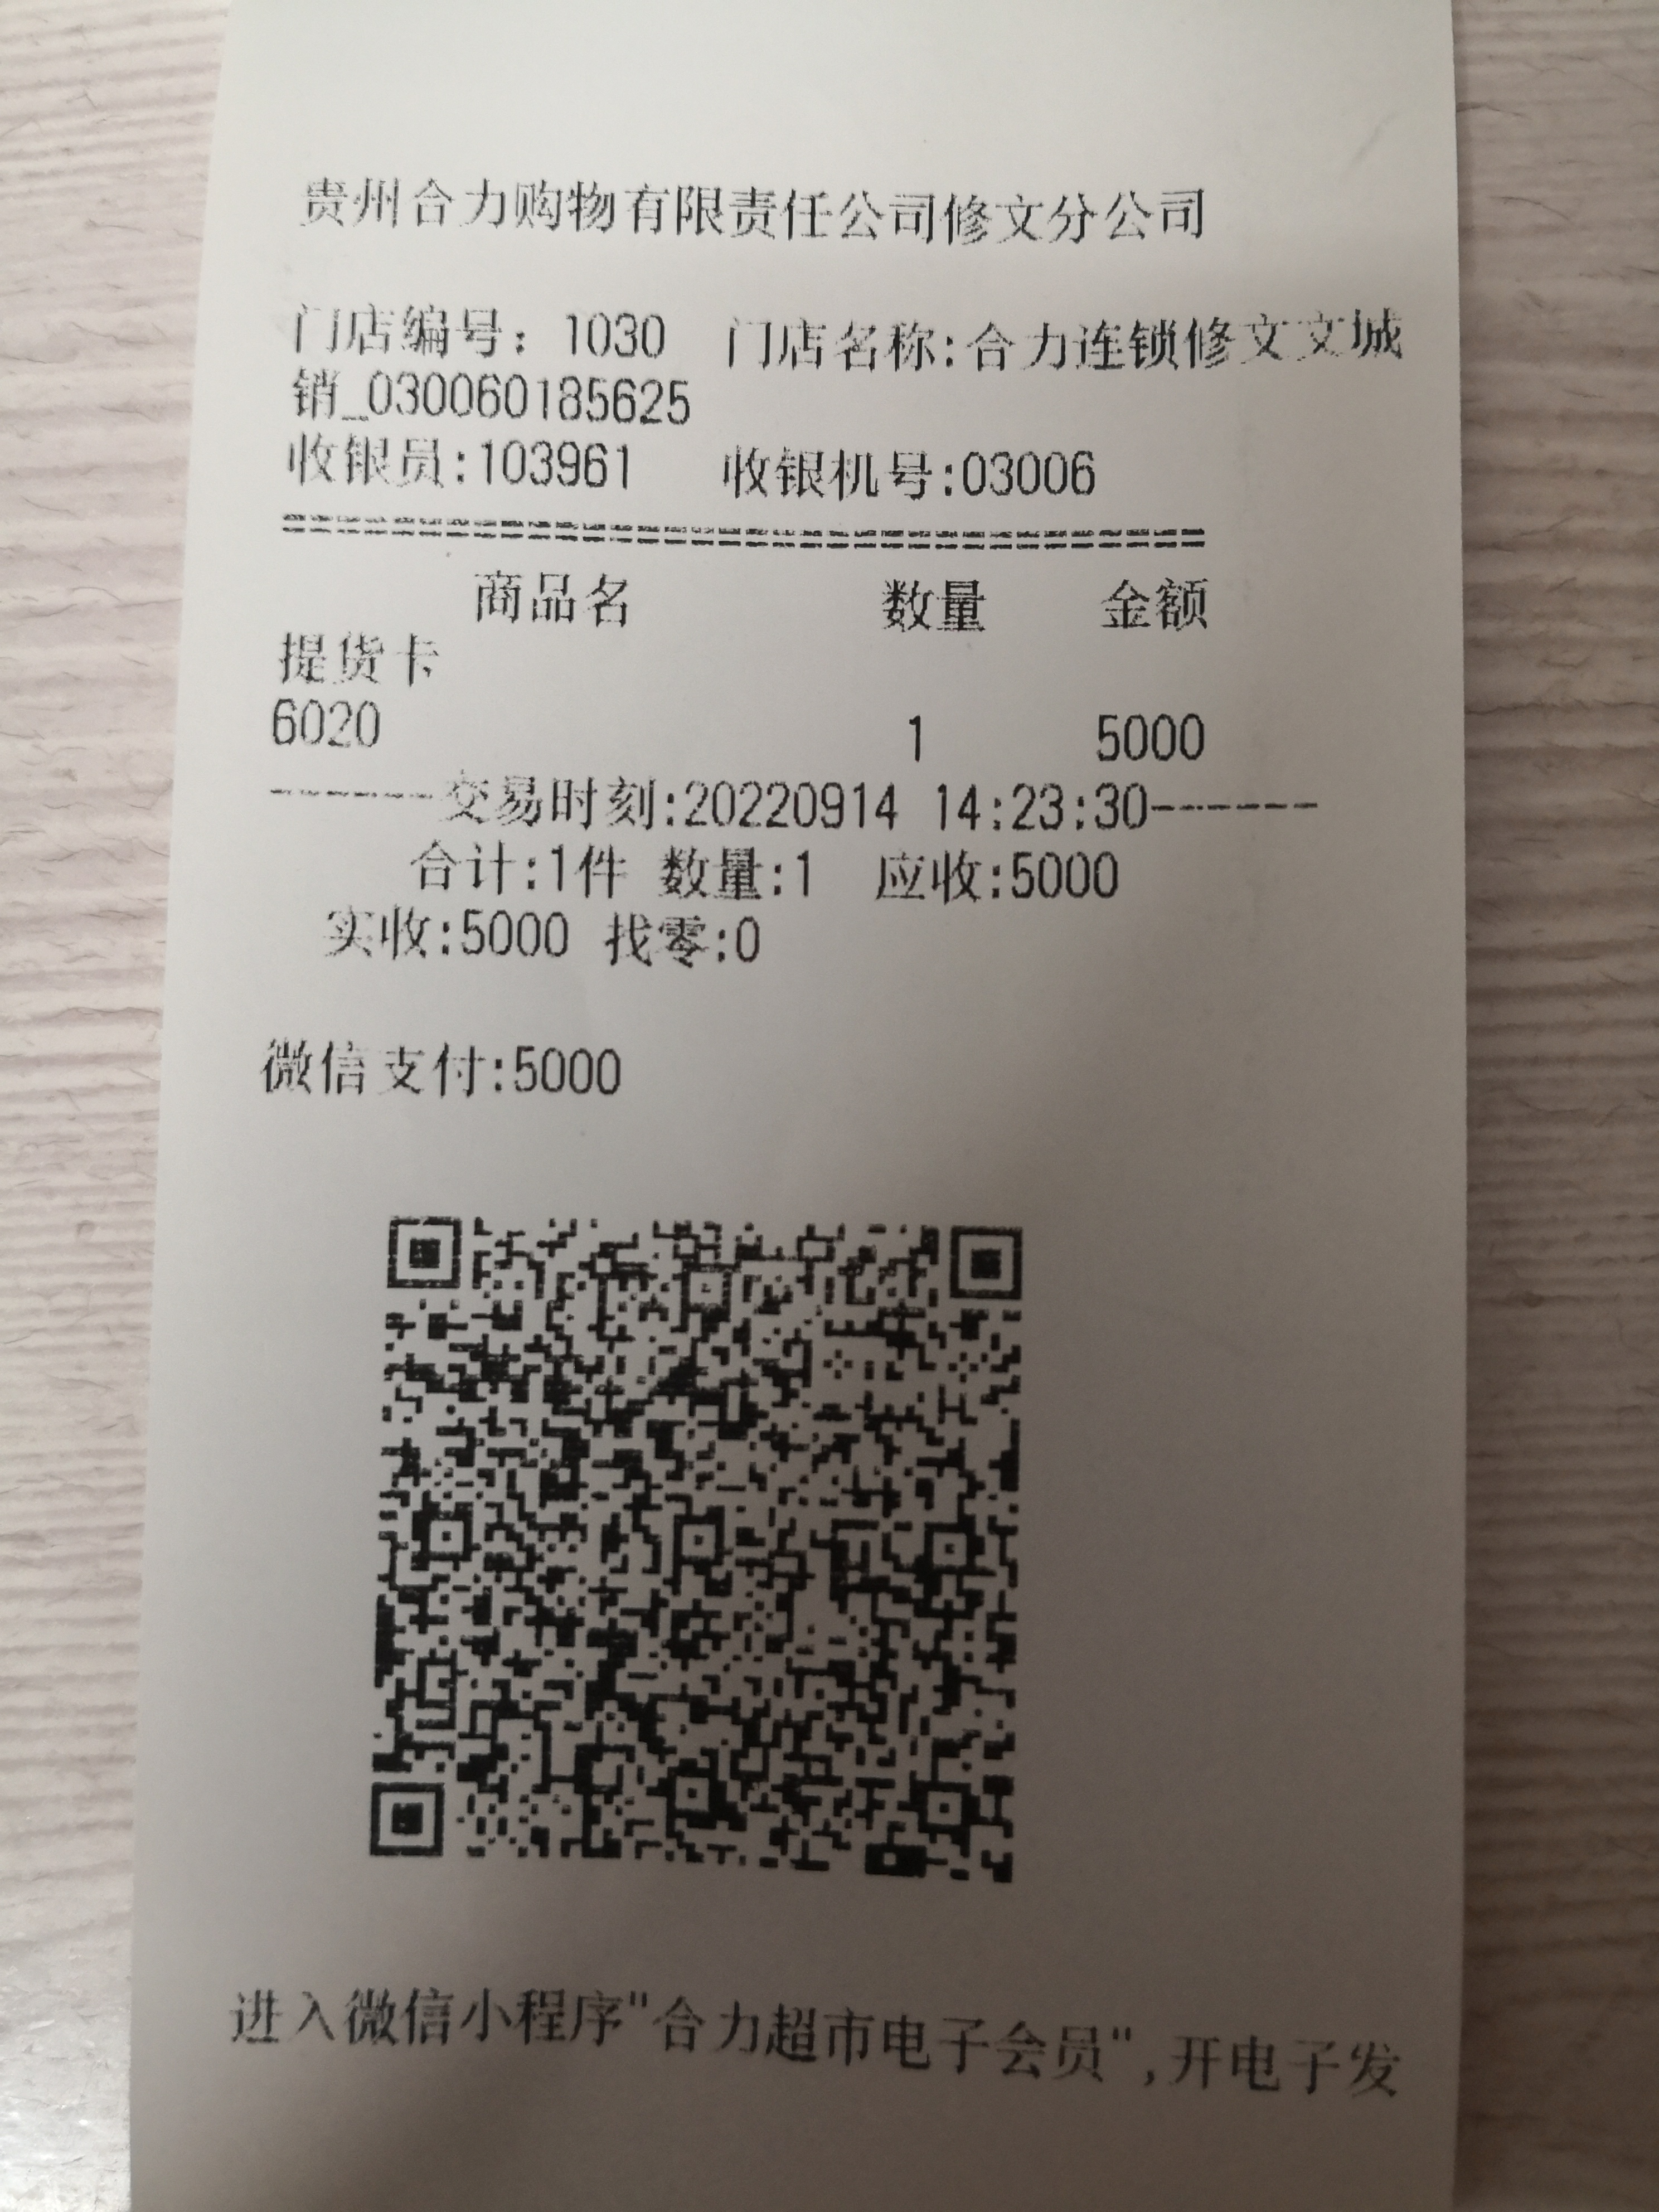 贵州合力购物有限责任公司修文分公司
门店编号：1030 门店名称:合力连锁修文文城
销_030060185625
收银员:103961 收银机号:03006
==================================
商品名 数量 金额
提货卡
6020 1 5000
------交易时刻:20220914 14:23:30------
合计:1件 数量:1 应收:5000
实收:5000 找零:0
微信支付:5000
进入微信小程序"合力超市电子会员",开电子发